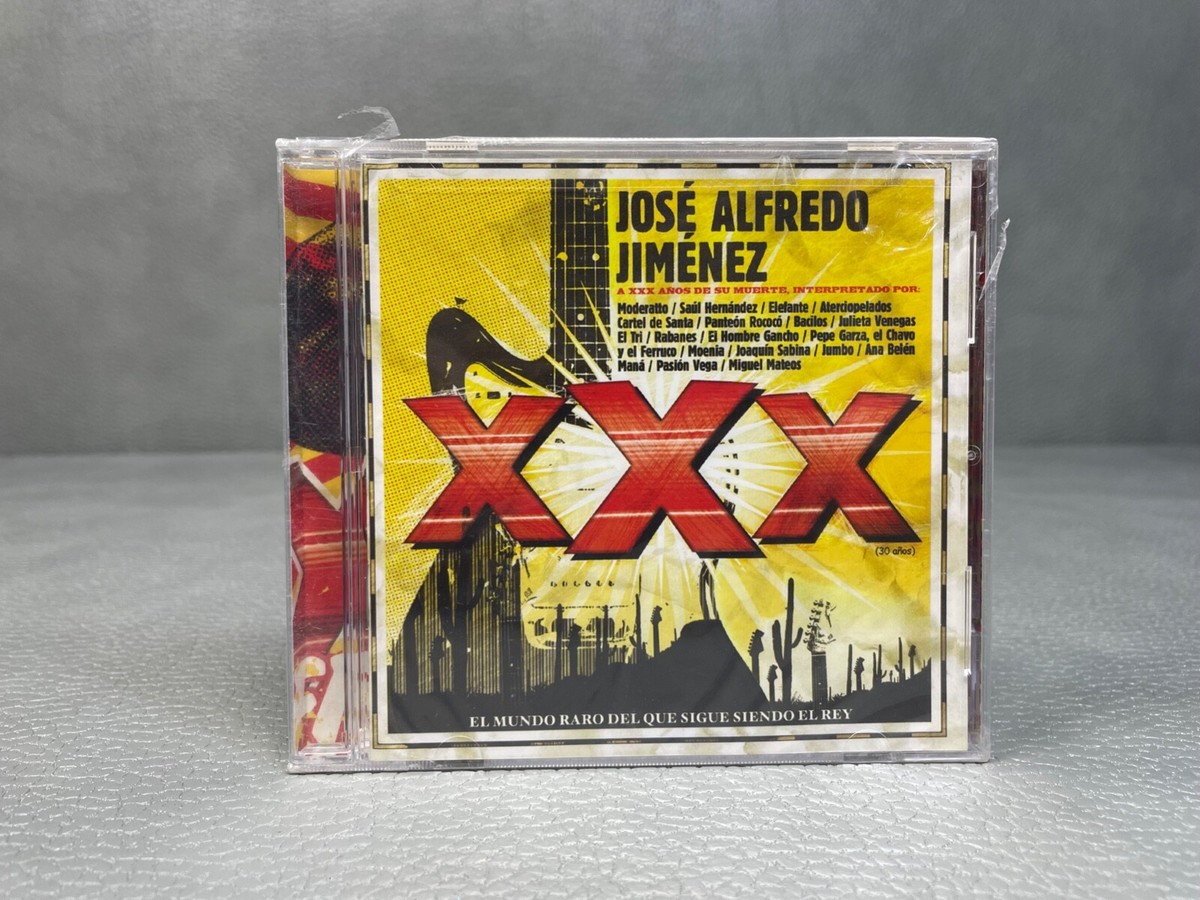 JOSÉ ALFREDO
JIMÉNEZ
A XXX AÑOS DE SU MUERTE, INTERPRETADO POR:
Moderatto / Saúl Hernández / Elefante / Aterciopelados
Cartel de Santa / Panteón Rococó / Bacilos / Julieta Venegas
El Tri / Rabanes / El Hombre Gancho / Pepe Garza, el Chavo
y el Ferruco / Moenia / Joaquín Sabina / Jumbo / Ana Belén
Maná / Pasión Vega / Miguel Mateos
XXX
(30 años)
EL MUNDO RARO DEL QUE SIGUE SIENDO EL REY